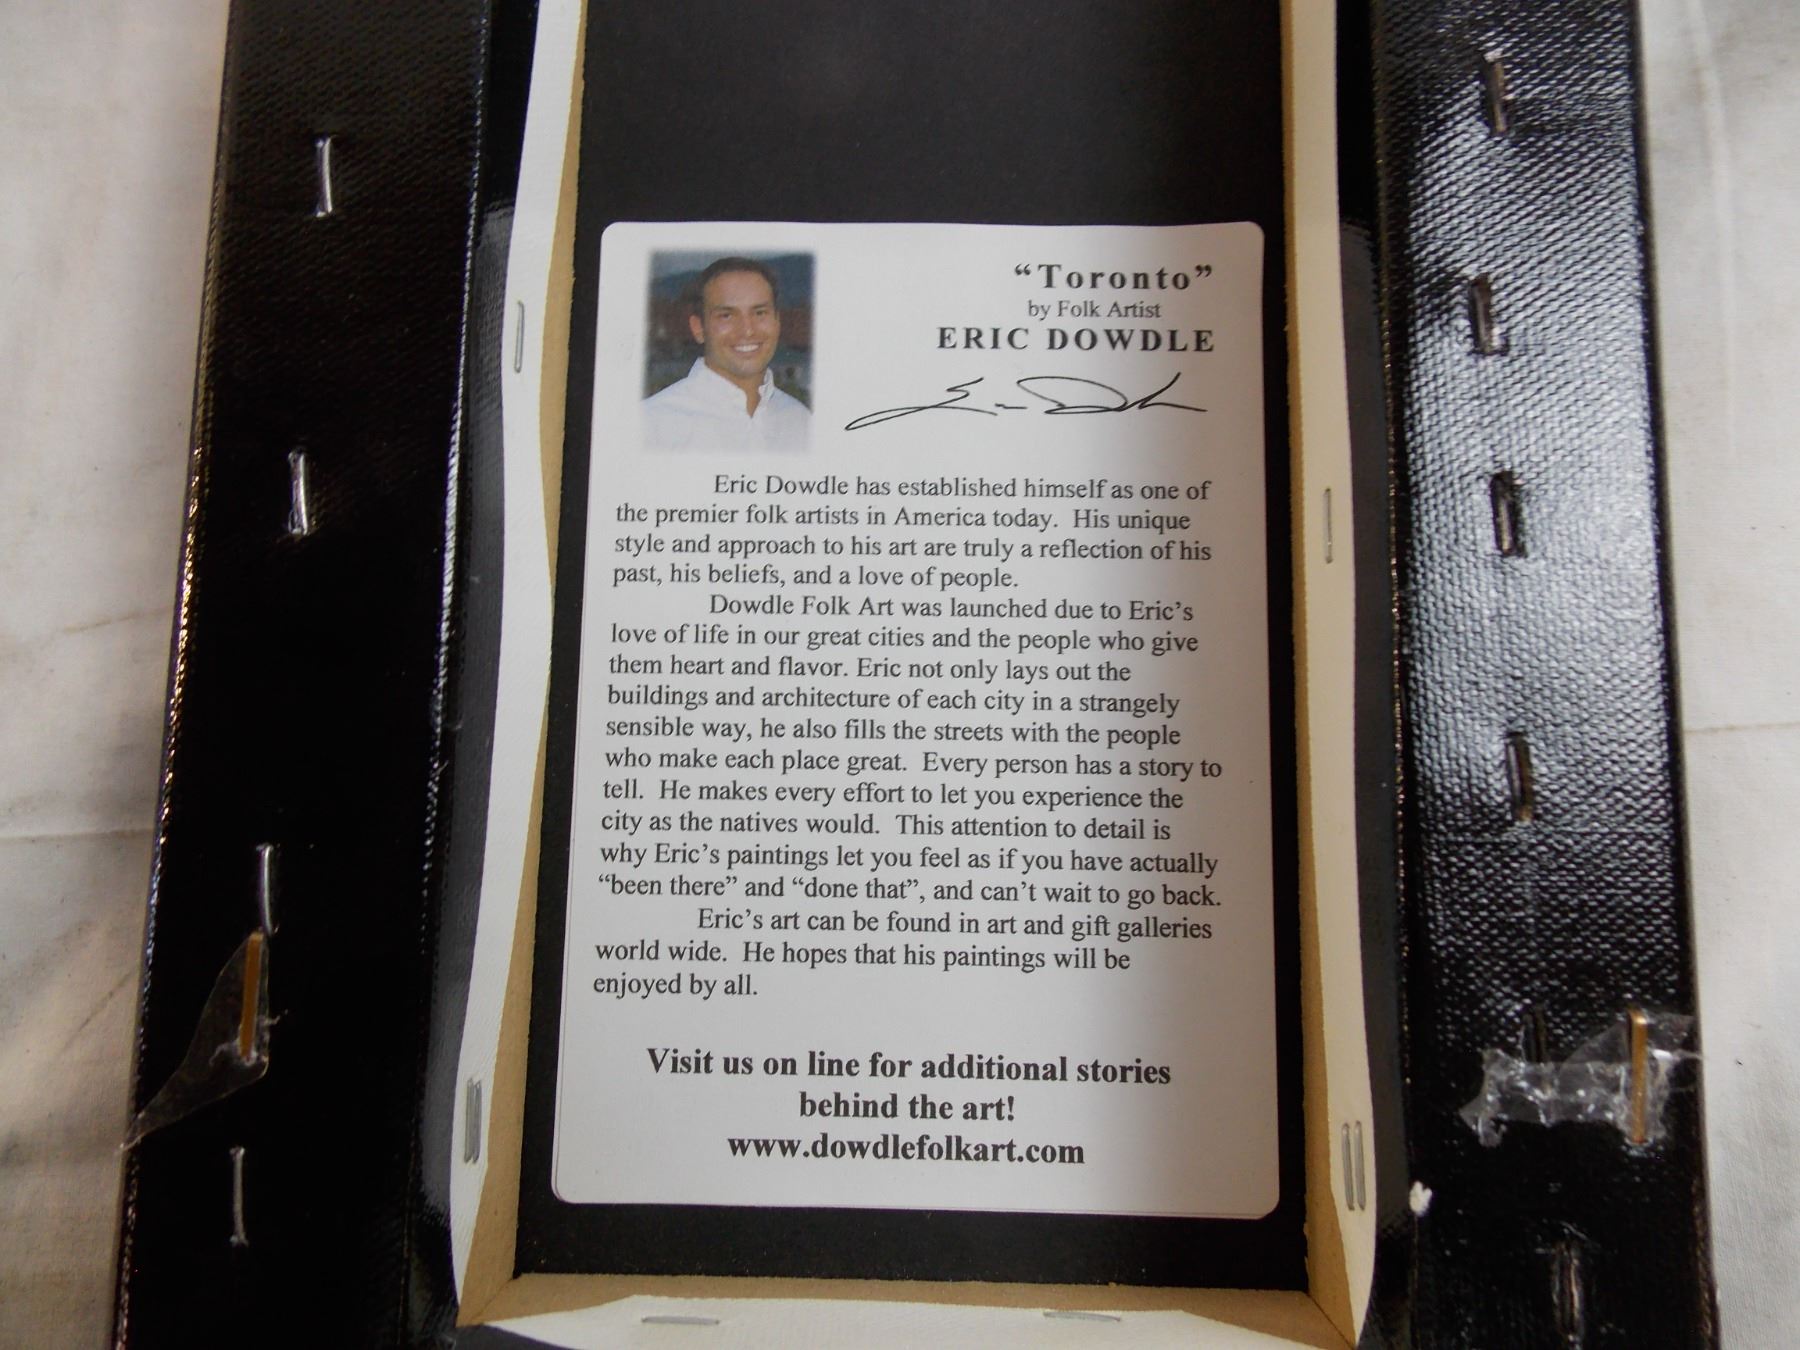 “Toronto”
by Folk Artist
ERIC DOWDLE
Eric Dowdle has established himself as one of
the premier folk artists in America today. His unique
style and approach to his art are truly a reflection of his
past, his beliefs, and a love of people.
Dowdle Folk Art was launched due to Eric’s
love of life in our great cities and the people who give
them heart and flavor. Eric not only lays out the
buildings and architecture of each city in a strangely
sensible way, he also fills the streets with the people
who make each place great. Every person has a story to
tell. He makes every effort to let you experience the
city as the natives would. This attention to detail is
why Eric’s paintings let you feel as if you have actually
“been there” and “done that”, and can’t wait to go back.
Eric’s art can be found in art and gift galleries
world wide. He hopes that his paintings will be
enjoyed by all.
Visit us on line for additional stories
behind the art!
www.dowdlefolkart.com